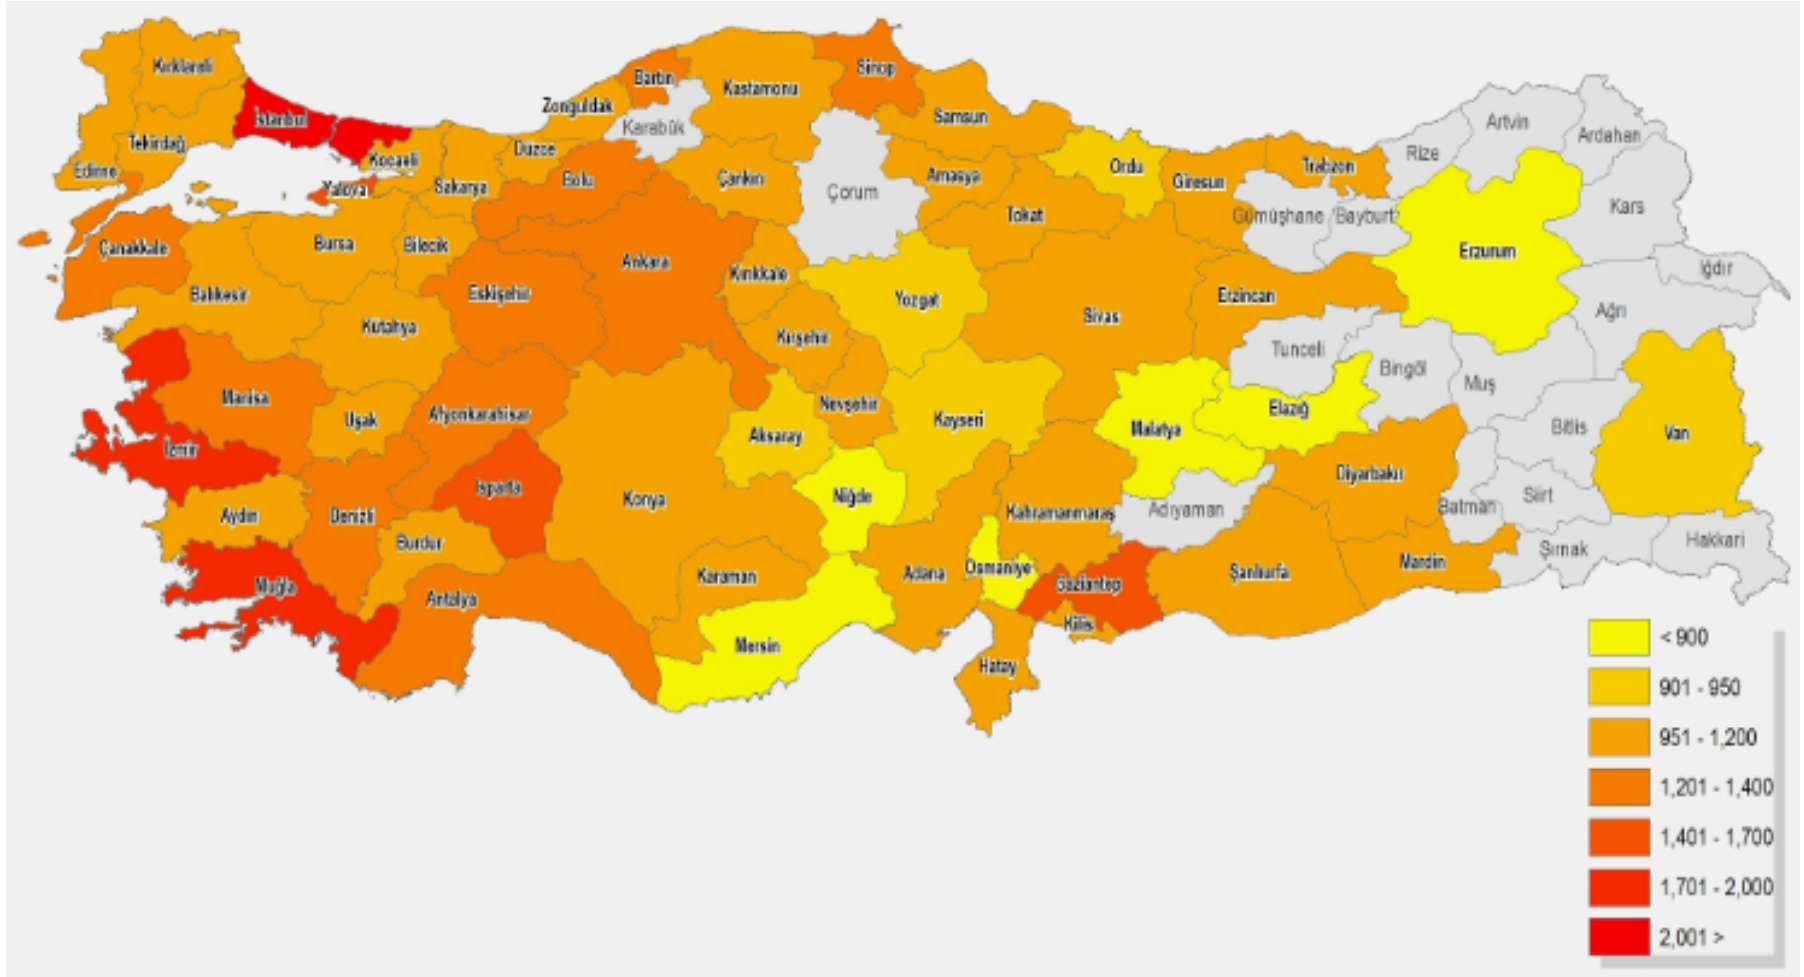 Kırklareli
İstanbul
Tekirdağ
Edirne
Kocaeli
Yalova
Sakarya
Düzce
Zonguldak
Bartın
Karabük
Kastamonu
Sinop
Samsun
Çankırı
Çorum
Amasya
Ordu
Giresun
Trabzon
Rize
Artvin
Ardahan
Bolu
Tokat
Gümüşhane
Bayburt
Kars
Çanakkale
Bursa
Bilecik
Ankara
Kırıkkale
Erzurum
Iğdır
Balıkesir
Eskişehir
Yozgat
Sivas
Erzincan
Ağrı
Kütahya
Kırşehir
Tunceli
Bingöl
Muş
Manisa
Uşak
Afyonkarahisar
Nevşehir
Aksaray
Kayseri
Malatya
Elazığ
Bitlis
Van
İzmir
Isparta
Konya
Niğde
Diyarbakır
Aydın
Denizli
Kahramanmaraş
Adıyaman
Batman
Siirt
Burdur
Hakkari
Şırnak
Muğla
Antalya
Karaman
Adana
Osmaniye
Gaziantep
Şanlıurfa
Mardin
Kilis
Mersin
Hatay
< 900
901 - 950
951 - 1,200
1,201 - 1,400
1,401 - 1,700
1,701 - 2,000
2,001 >